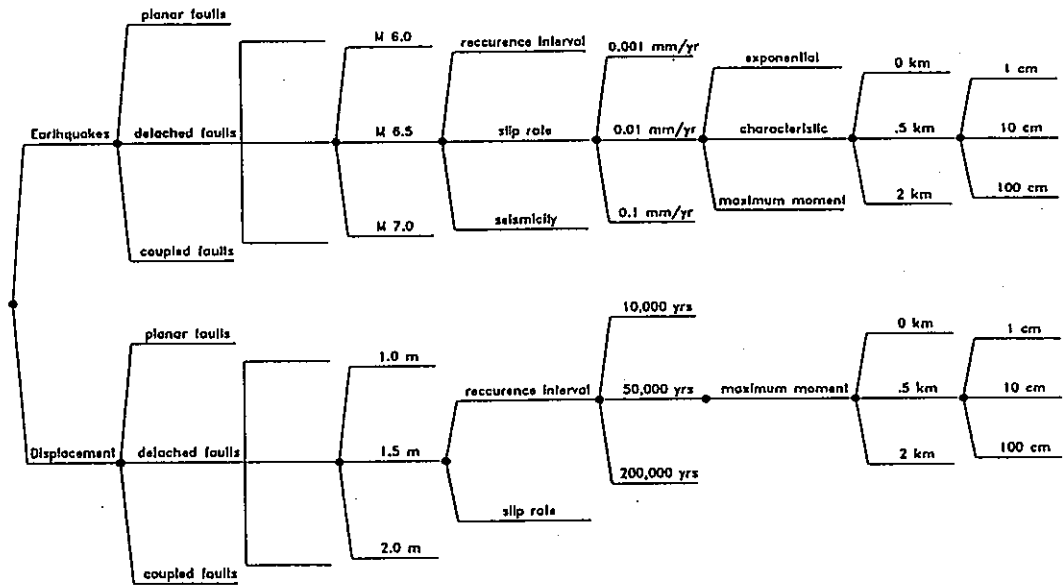 planar faults
M 6.0
reccurence interval
0.001 mm/yr
exponential
0 km
1 cm
Earthquakes
detached faults
M 6.5
slip rate
0.01 mm/yr
characteristic
.5 km
10 cm
coupled faults
M 7.0
seismicity
0.1 mm/yr
maximum moment
2 km
100 cm
planar faults
1.0 m
reccurence interval
10,000 yrs
50,000 yrs
maximum moment
0 km
.5 km
1 cm
10 cm
Displacement
detached faults
1.5 m
200,000 yrs
2 km
100 cm
slip rate
coupled faults
2.0 m